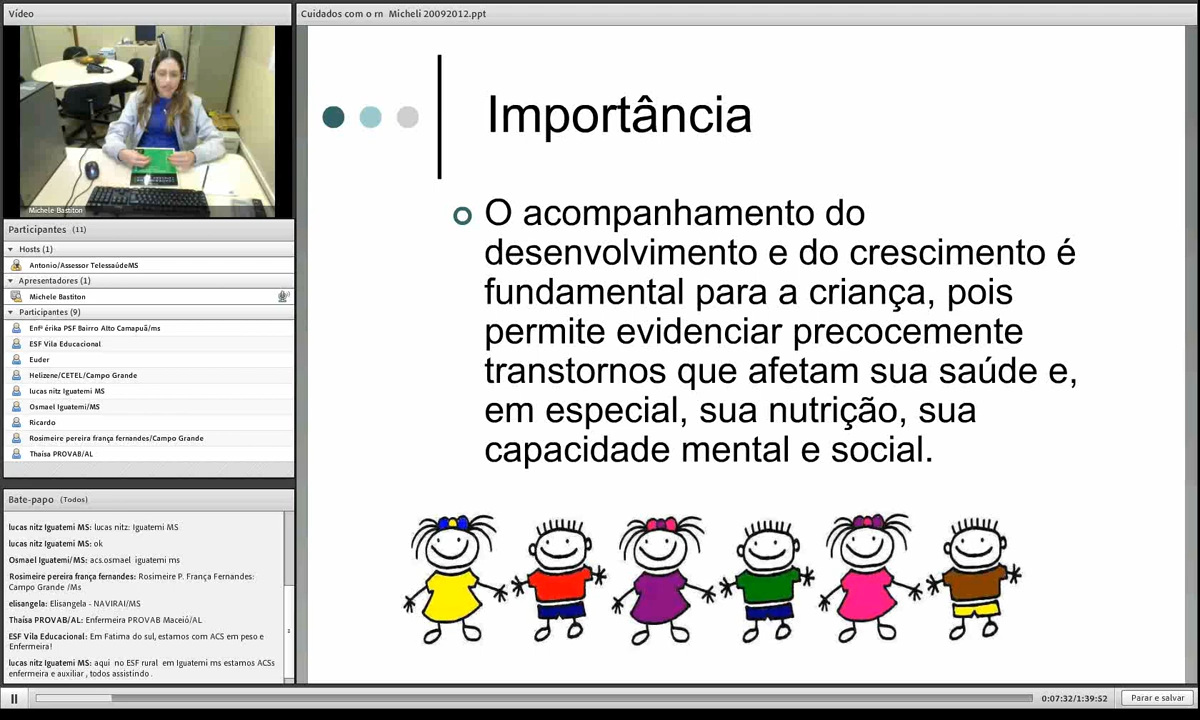 Vídeo
Michele Bastiton
Participantes (11)
Hosts (1)
Antonio/Assessor TelessaúdeMS
Apresentadores (1)
Michele Bastiton
Participantes (9)
Enfª érika PSF Bairro Alto Camapuã/ms
ESF Vila Educacional
Euder
Helizene/CETEL/Campo Grande
lucas nitz Iguatemi MS
Osmael Iguatemi/MS
Ricardo
Rosimeire pereira frança fernandes/Campo Grande
Thaísa PROVAB/AL
Bate-papo (Todos)
lucas nitz Iguatemi MS: lucas nitz: Iguatemi MS
lucas nitz Iguatemi MS: ok
Osmael Iguatemi/MS: acs.osmael iguatemi ms
Rosimeire pereira frança fernandes: Rosimeire P. França Fernandes:
Campo Grande /Ms
elisangela: Elisangela - NAVIRAI/MS
Thaísa PROVAB/AL: Enfermeira PROVAB Maceió/AL
ESF Vila Educacional: Em Fatima do sul, estamos com ACS em peso e
Enfermeira!
lucas nitz Iguatemi MS: aqui no ESF rural em Iguatemi ms estamos ACSs
enfermeira e auxiliar , todos assistindo .
Cuidados com o rn Micheli 20092012.ppt
Importância
O acompanhamento do
desenvolvimento e do crescimento é
fundamental para a criança, pois
permite evidenciar precocemente
transtornos que afetam sua saúde e,
em especial, sua nutrição, sua
capacidade mental e social.
0:07:32/1:39:52
Parar e salvar